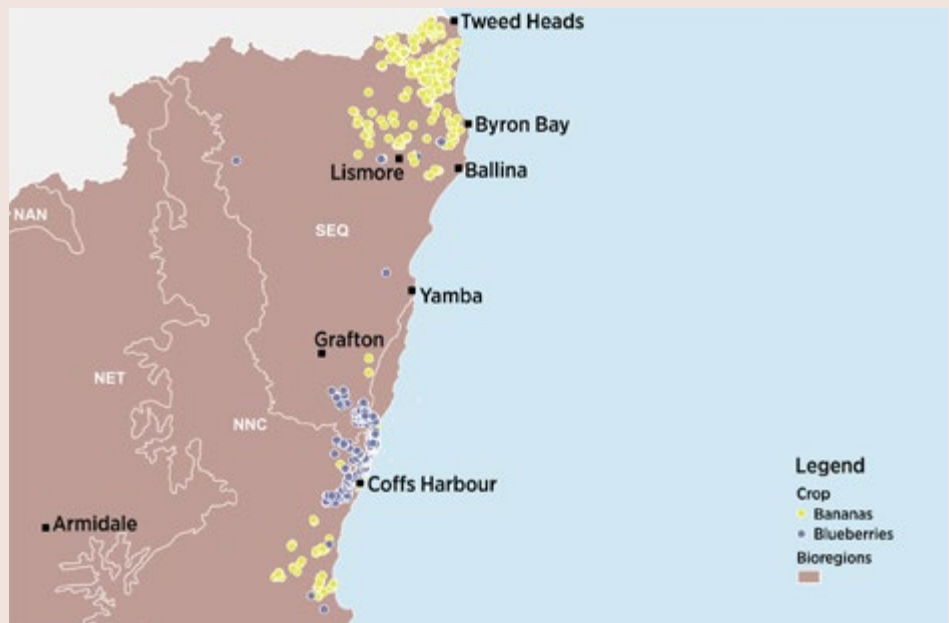 Tweed Heads
Byron Bay
Lismore
Ballina
NAN
SEQ
Yamba
Grafton
NET
NNC
Coffs Harbour
Armidale
Legend
Crop
Bananas
Blueberries
Bioregions